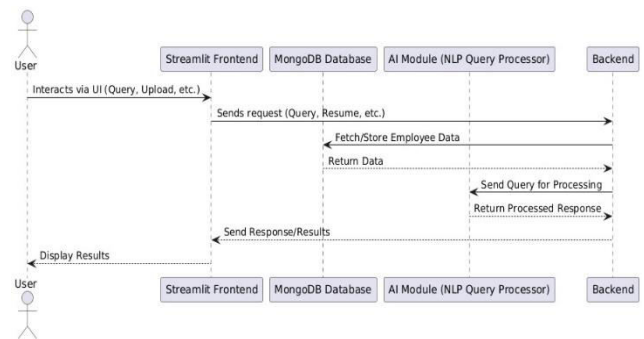 User
Streamlit Frontend
MongoDB Database
AI Module (NLP Query Processor)
Backend
Interacts via UI (Query, Upload, etc.)
Sends request (Query, Resume, etc.)
Fetch/Store Employee Data
Return Data
Send Query for Processing
Return Processed Response
Send Response/Results
Display Results
User
Streamlit Frontend
MongoDB Database
AI Module (NLP Query Processor)
Backend